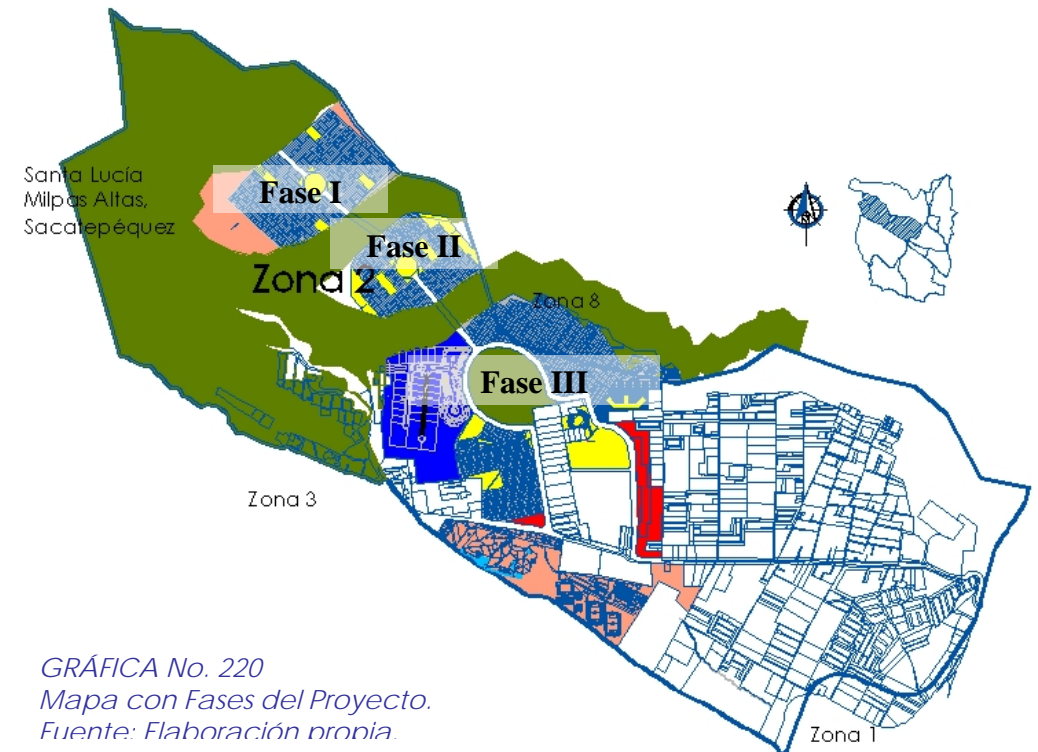 Santa Lucía
Milpas Altas,
Sacatepéquez
Fase I
Fase II
Zona 2
Zona 8
Fase III
Zona 3
Zona 1
GRÁFICA No. 220
Mapa con Fases del Proyecto.
Fuente: Elaboración propia.